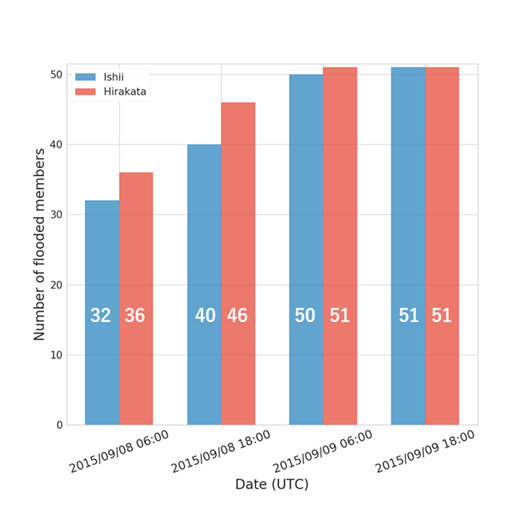 Ishii
Hirakata
Number of flooded members
50
40
30
20
10
0
32 36 40 46 50 51 51 51
2015/09/08 06:00 2015/09/08 18:00 2015/09/09 06:00 2015/09/09 18:00
Date (UTC)